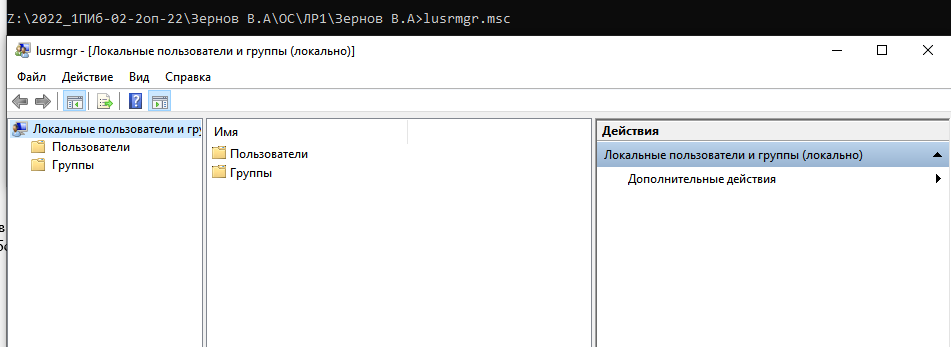 Z:\2022_1ПИб-02-2оп-22\Зернов В.А\ОС\ЛР1\Зернов В.А>lusrmgr.msc
lusrmgr - [Локальные пользователи и группы (локально)]
Файл Действие Вид Справка
Локальные пользователи и гру
Пользователи
Группы
Имя
Пользователи
Группы
Действия
Локальные пользователи и группы (локально)
Дополнительные действия